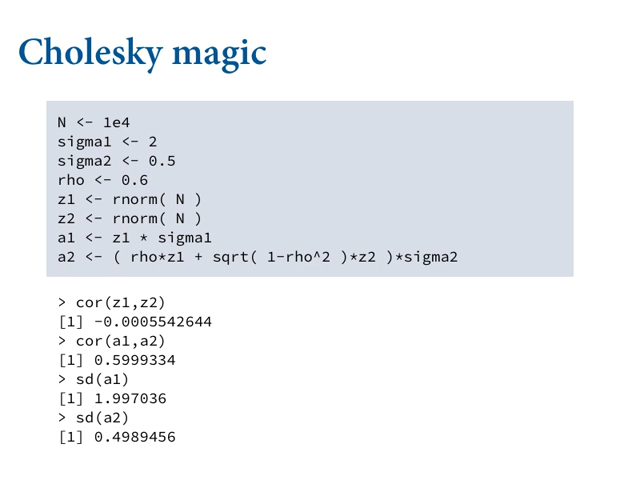 Cholesky magic
N <- 1e4
sigma1 <- 2
sigma2 <- 0.5
rho <- 0.6
z1 <- rnorm( N )
z2 <- rnorm( N )
a1 <- z1 * sigma1
a2 <- ( rho*z1 + sqrt( 1-rho^2 )*z2 )*sigma2
> cor(z1,z2)
[1] -0.0005542644
> cor(a1,a2)
[1] 0.5999334
> sd(a1)
[1] 1.997036
> sd(a2)
[1] 0.4989456